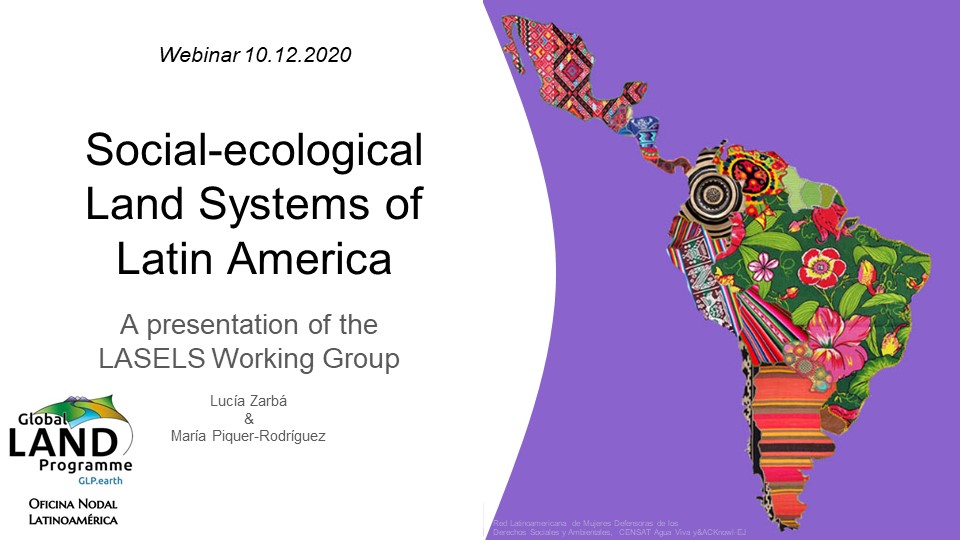 Webinar 10.12.2020
Social-ecological
Land Systems of
Latin America
A presentation of the
LASELS Working Group
Lucía Zarbá
&
María Piquer-Rodríguez
Global
LAND
Programme
GLP.earth
OFICINA NODAL
LATINOAMÉRICA
Red Latinoamericana de Mujeres Defensoras de los
Derechos Sociales y Ambientales, CENSAT Agua Viva y&ACKnowl-EJ